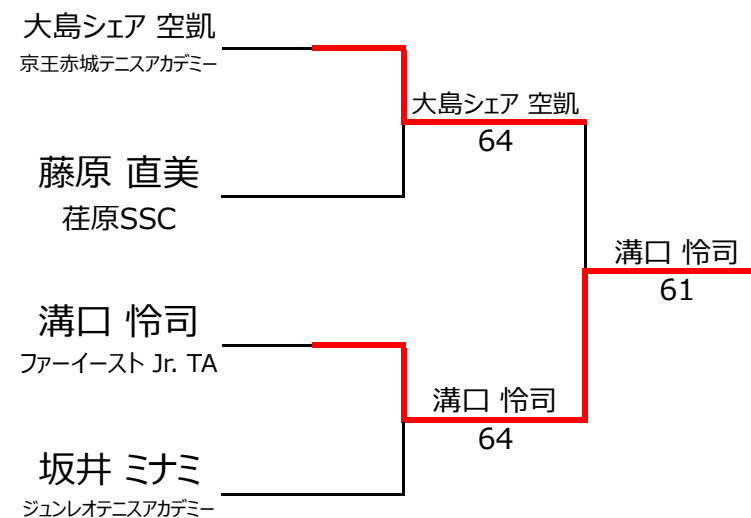 大島シェア 空凱
京王赤城テニスアカデミー
大島シェア 空凱
64
藤原 直美
荏原SSC
溝口 怜司
61
溝口 怜司
ファーイースト Jr. TA
溝口 怜司
64
坂井 ミナミ
ジュンレオテニスアカデミー